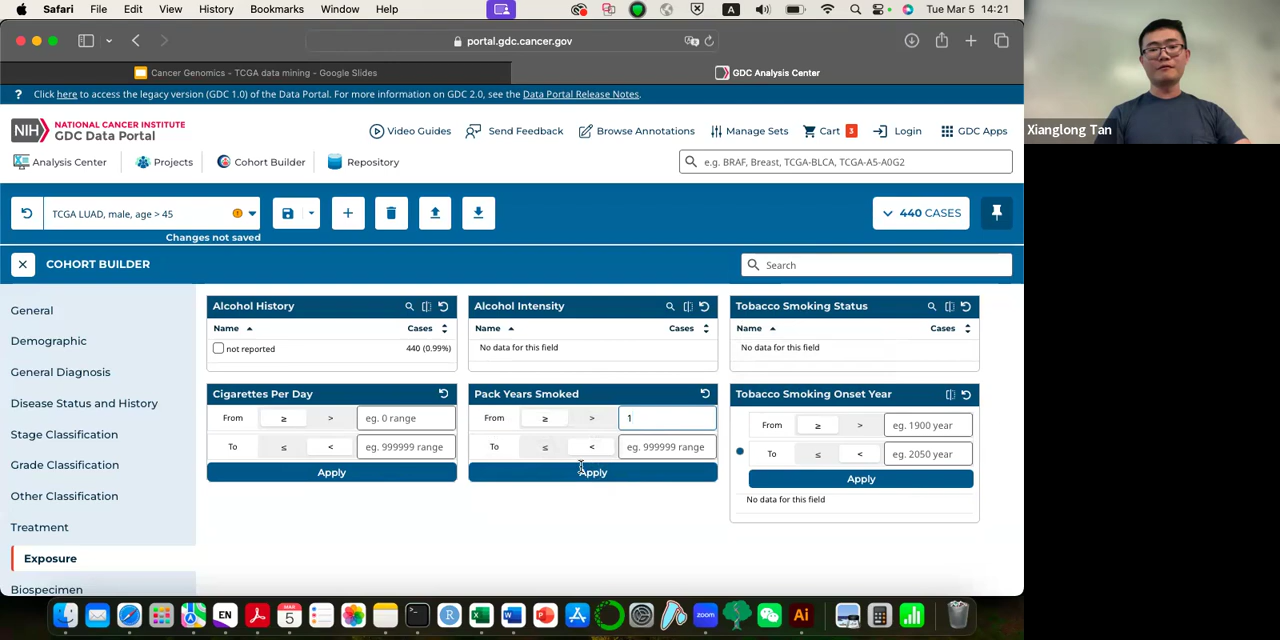 Safari File Edit View History Bookmarks Window Help A Tue Mar 5 14:21
portal.gdc.cancer.gov
Cancer Genomics - TCGA data mining - Google Slides GDC Analysis Center
? Click here to access the legacy version (GDC 1.0) of the Data Portal. For more information on GDC 2.0, see the Data Portal Release Notes.
NIH NATIONAL CANCER INSTITUTE
GDC Data Portal
Video Guides Send Feedback Browse Annotations Manage Sets Cart 3 Login GDC Apps
Analysis Center Projects Cohort Builder Repository e.g. BRAF, Breast, TCGA-BLCA, TCGA-A5-A0G2
TCGA LUAD, male, age > 45 440 CASES
Changes not saved
COHORT BUILDER Search
General
Demographic
General Diagnosis
Disease Status and History
Stage Classification
Grade Classification
Other Classification
Treatment
Exposure
Biospecimen
Alcohol History
Name Cases
not reported 440 (0.99%)
Alcohol Intensity
Name Cases
No data for this field
Tobacco Smoking Status
Name Cases
No data for this field
Cigarettes Per Day
From ≥ > eg. 0 range
To ≤ < eg. 999999 range
Apply
Pack Years Smoked
From ≥ > 1
To ≤ < eg. 999999 range
Apply
Tobacco Smoking Onset Year
From ≥ > eg. 1900 year
To ≤ < eg. 2050 year
Apply
No data for this field
Xianglong Tan
MAR
5
EN
R
X
W
P
zoom
Ai